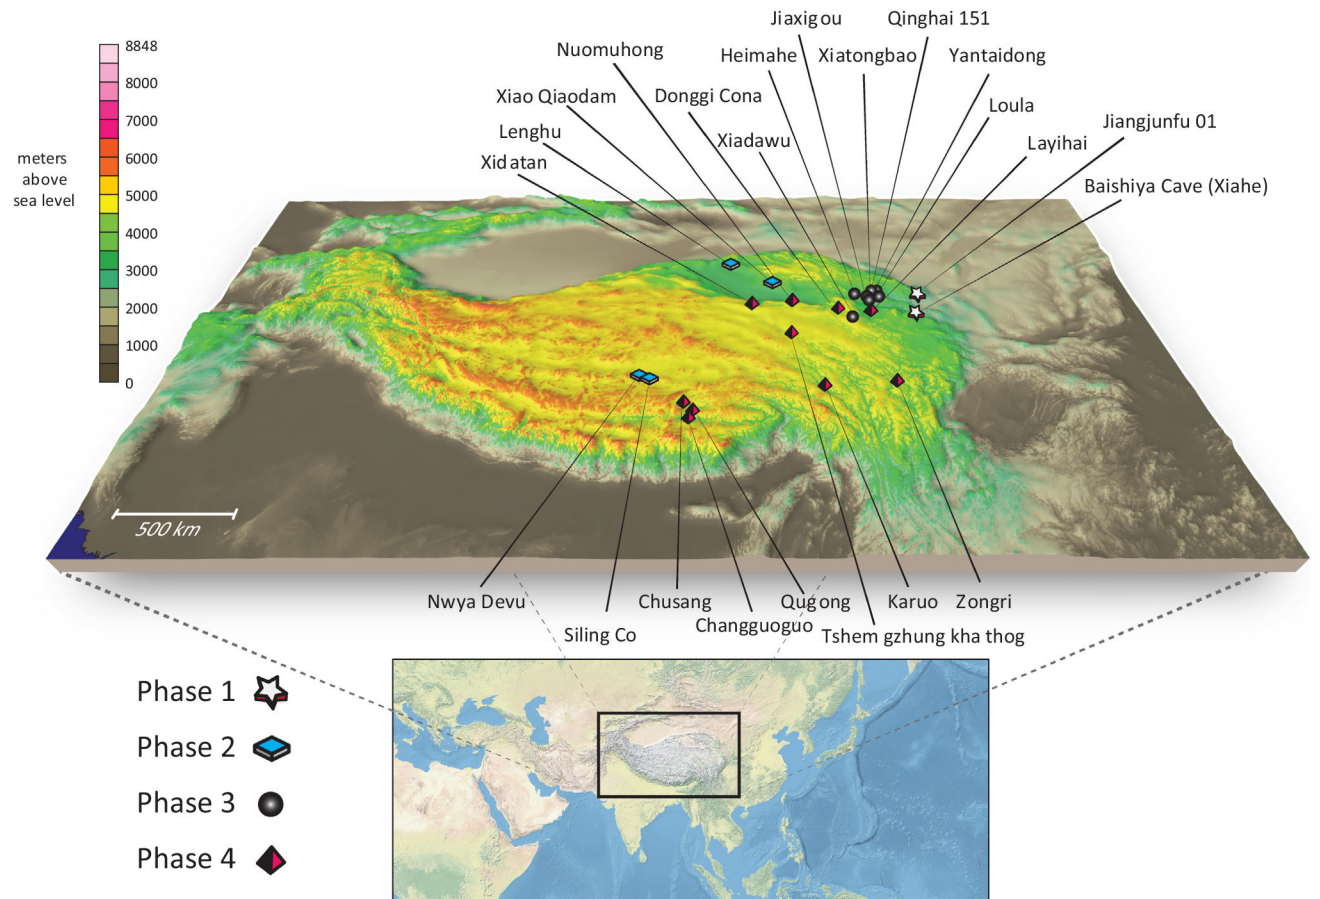 Jiaxigou
Qinghai 151
Nuomuhong
Heimahe
Xiatongbao
Yantaidong
Xiao Qiaodam
Donggi Cona
Loula
Lenghu
Xiadawu
Layihai
Jiangjunfu 01
Xidatan
Baishiya Cave (Xiahe)
8848
8000
7000
6000
5000
4000
3000
2000
1000
0
meters
above
sea level
500 km
Nwya Devu
Siling Co
Chusang
Changguoguo
Qugong
Tshem gzhung kha thog
Karuo
Zongri
Phase 1
Phase 2
Phase 3
Phase 4